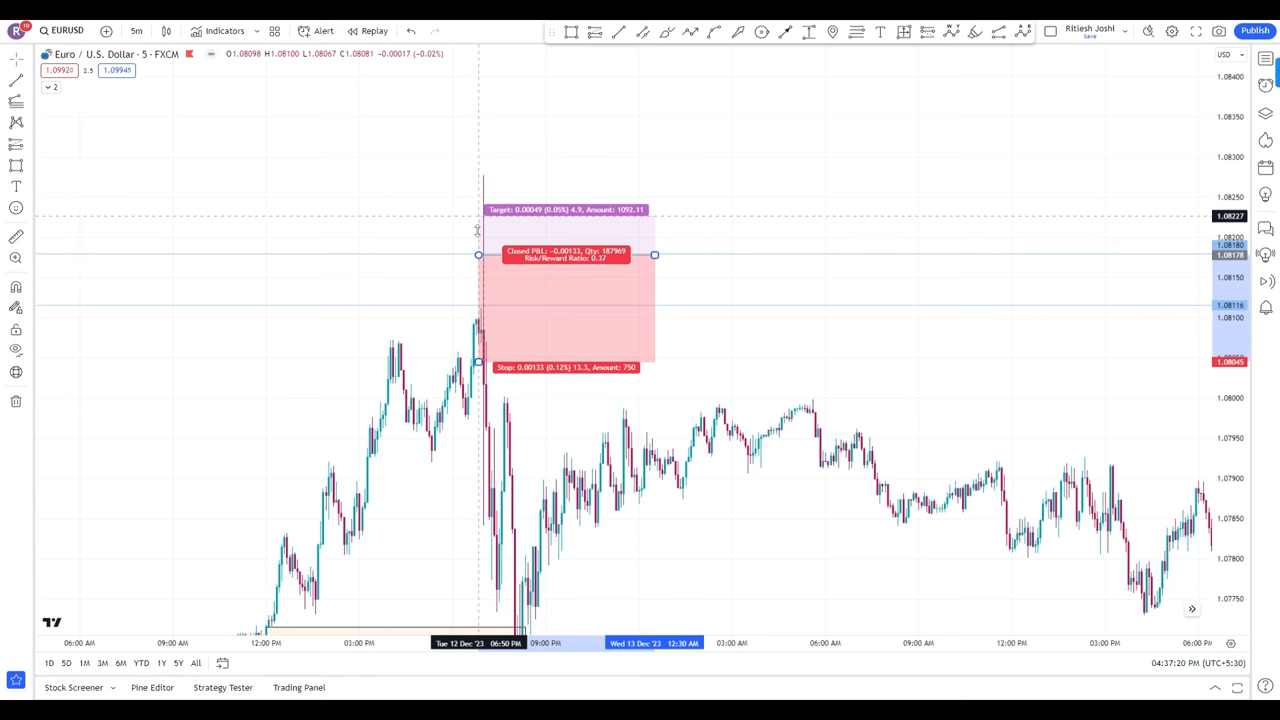 R 10 EURUSD 5m Indicators Alert Replay Ritesh Joshi Save Publish
Euro / U.S. Dollar · 5 · FXCM O1.08098 H1.08100 L1.08067 C1.08081 −0.00017 (−0.02%)
1.09920 2.5 1.09945
2
USD
1.08400
1.08350
1.08300
1.08250
1.08227
1.08200
1.08180
1.08178
1.08150
1.08116
1.08100
1.08045
1.08000
1.07950
1.07900
1.07850
1.07800
1.07750
Target: 0.00049 (0.05%) 4.9, Amount: 1092.11
Closed P&L: −0.00133, Qty: 187969
Risk/Reward Ratio: 0.37
Stop: 0.00133 (0.12%) 13.3, Amount: 750
06:00 AM 09:00 AM 12:00 PM 03:00 PM Tue 12 Dec '23 06:50 PM 09:00 PM Wed 13 Dec '23 12:30 AM 03:00 AM 06:00 AM 09:00 AM 12:00 PM 03:00 PM 06:00 PM
1D 5D 1M 3M 6M YTD 1Y 5Y All 04:37:20 PM (UTC+5:30)
Stock Screener Pine Editor Strategy Tester Trading Panel